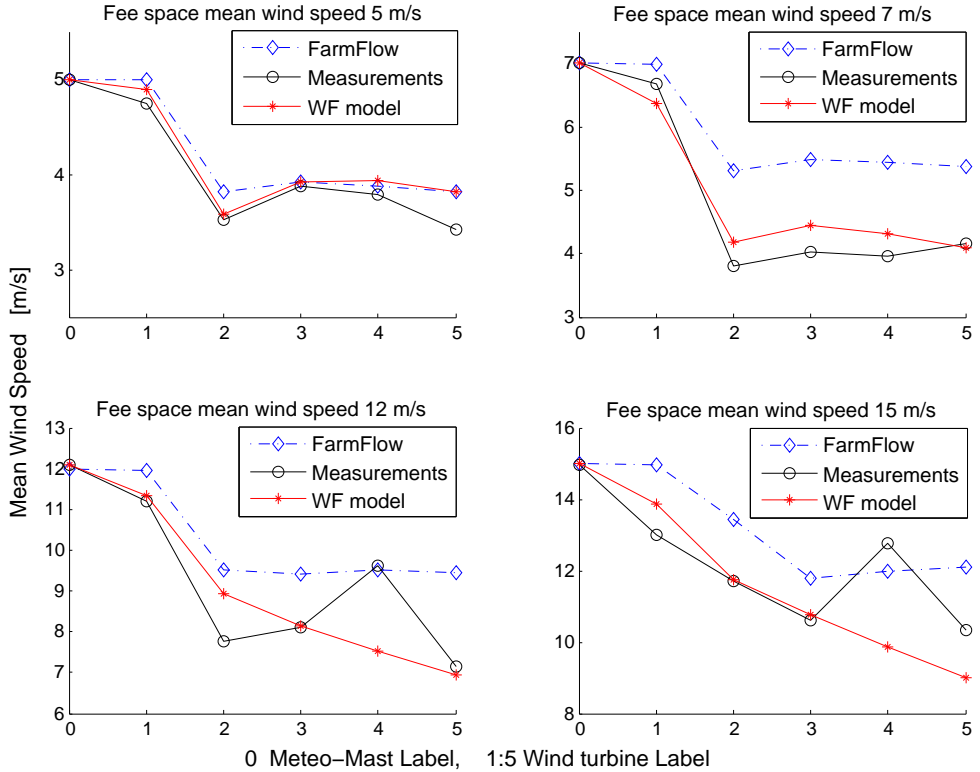 Fee space mean wind speed 5 m/s
FarmFlow
Measurements
WF model
5
4
3
0 1 2 3 4 5
Fee space mean wind speed 7 m/s
FarmFlow
Measurements
WF model
7
6
5
4
3
0 1 2 3 4 5
Mean Wind Speed [m/s]
Fee space mean wind speed 12 m/s
FarmFlow
Measurements
WF model
13
12
11
10
9
8
7
6
0 1 2 3 4 5
Fee space mean wind speed 15 m/s
FarmFlow
Measurements
WF model
16
14
12
10
8
0 1 2 3 4 5
0 Meteo−Mast Label, 1:5 Wind turbine Label